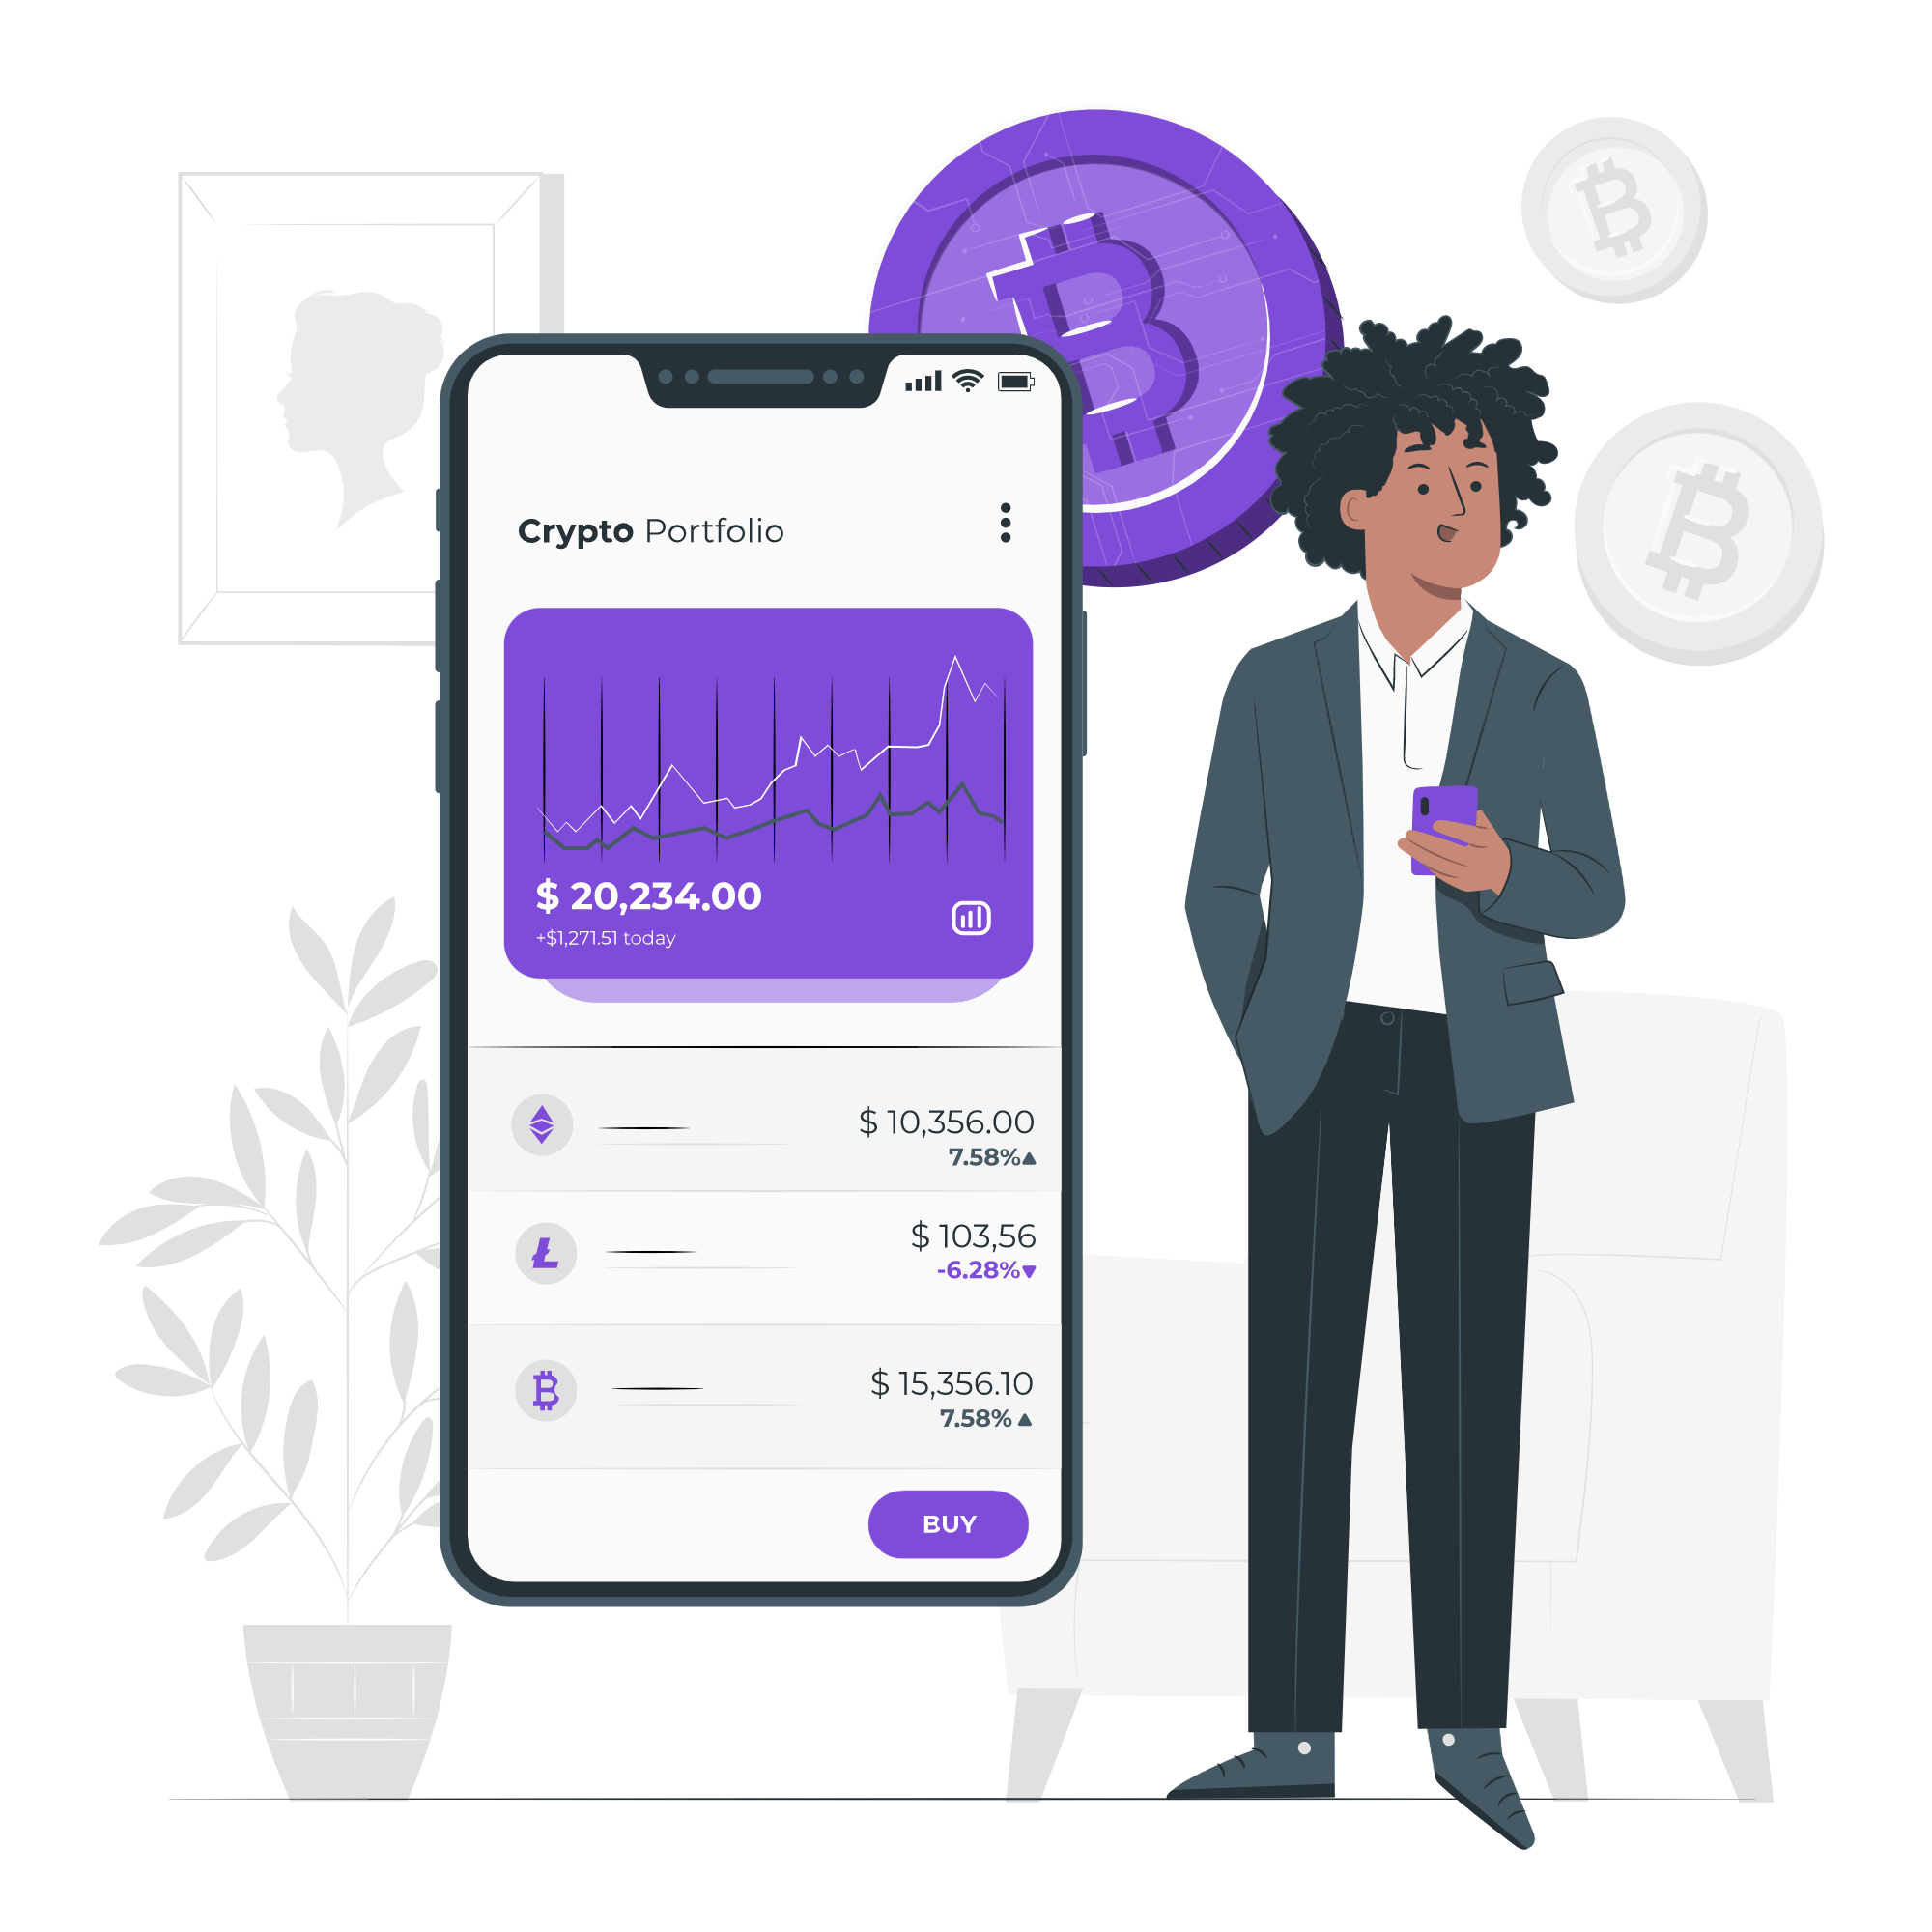 Crypto Portfolio
$ 20,234.00
+$1,271.51 today
$ 10,356.00
7.58%
$ 103,56
-6.28%
$ 15,356.10
7.58%
BUY